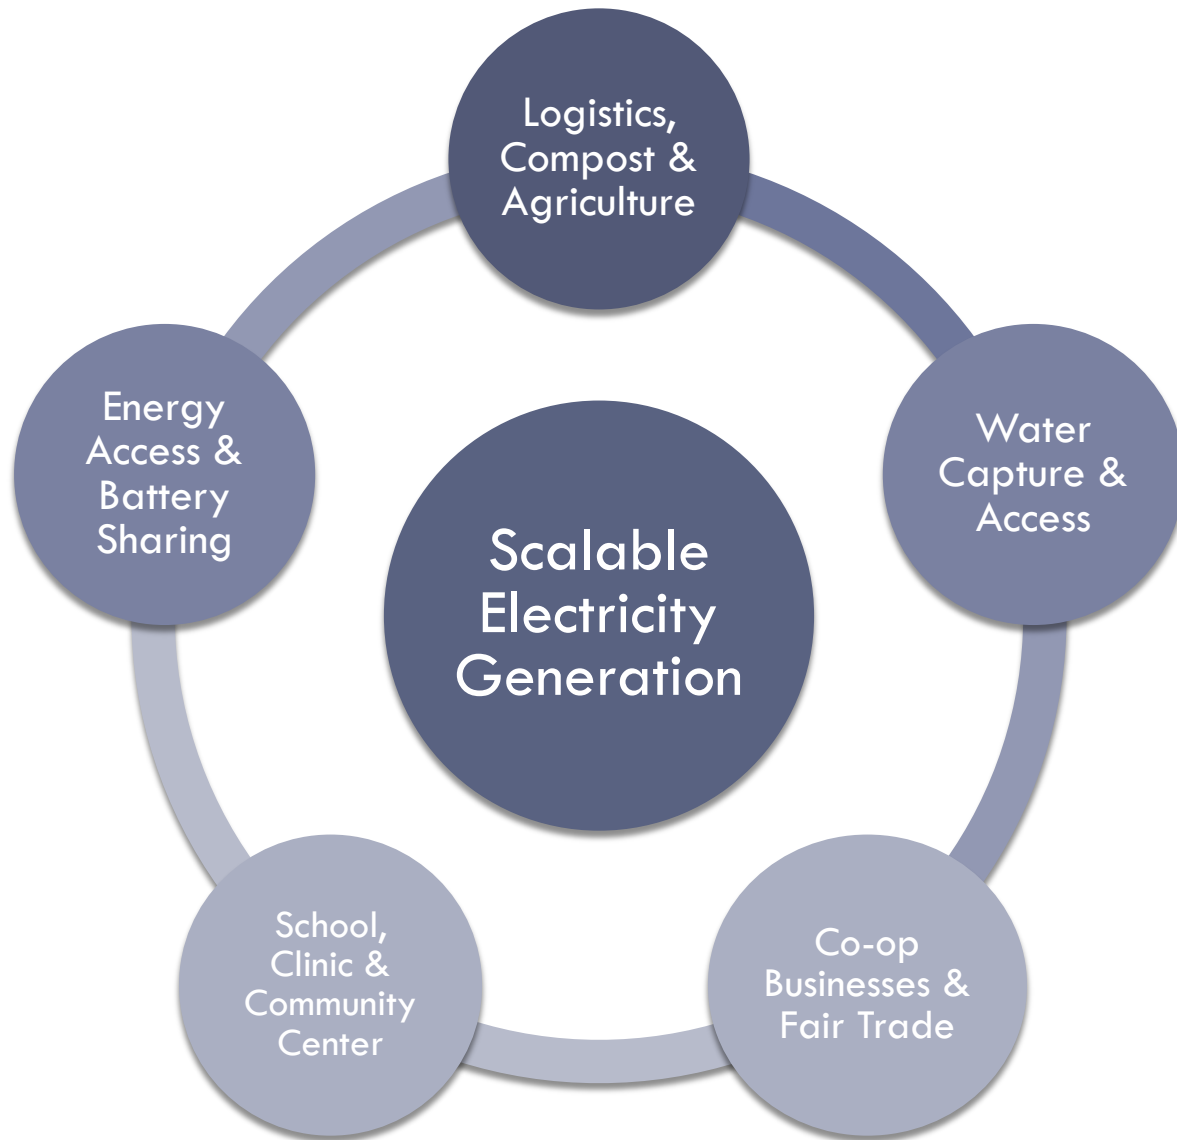 Logistics,
Compost &
Agriculture
Water
Capture &
Access
Co-op
Businesses &
Fair Trade
School,
Clinic &
Community
Center
Energy
Access &
Battery
Sharing
Scalable
Electricity
Generation